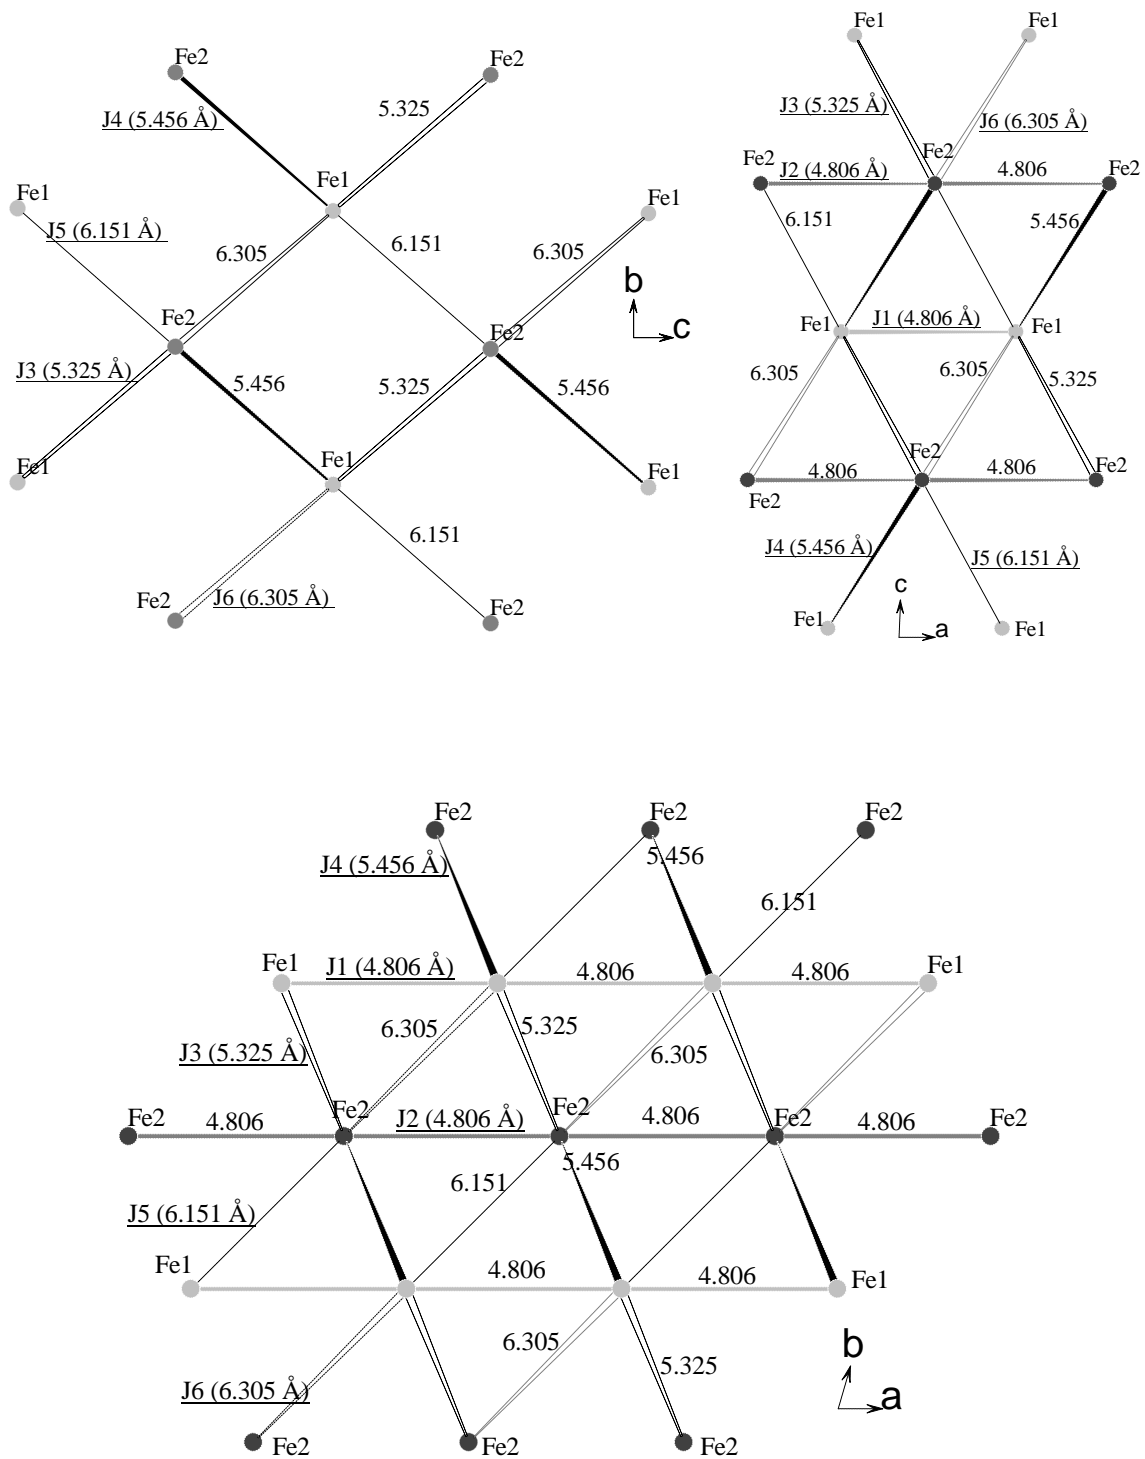 Fe2
Fe2
J4 (5.456 Å)
5.325
Fe1
Fe1
Fe1
J5 (6.151 Å)
6.305
6.151
6.305
b
c
Fe2
Fe2
J3 (5.325 Å)
5.456
5.325
5.456
Fe1
Fe1
Fe1
6.151
Fe2
J6 (6.305 Å)
Fe2
Fe1
Fe1
J3 (5.325 Å)
J6 (6.305 Å)
Fe2
J2 (4.806 Å)
Fe2
4.806
Fe2
6.151
5.456
Fe1
J1 (4.806 Å)
Fe1
6.305
6.305
5.325
Fe2
4.806
4.806
Fe2
Fe2
J4 (5.456 Å)
J5 (6.151 Å)
c
a
Fe1
Fe1
Fe2
Fe2
Fe2
J4 (5.456 Å)
5.456
6.151
Fe1
J1 (4.806 Å)
4.806
4.806
Fe1
6.305
5.325
J3 (5.325 Å)
6.305
Fe2
4.806
Fe2
J2 (4.806 Å)
Fe2
4.806
Fe2
4.806
Fe2
5.456
6.151
J5 (6.151 Å)
Fe1
4.806
4.806
Fe1
6.305
5.325
b
a
J6 (6.305 Å)
Fe2
Fe2
Fe2